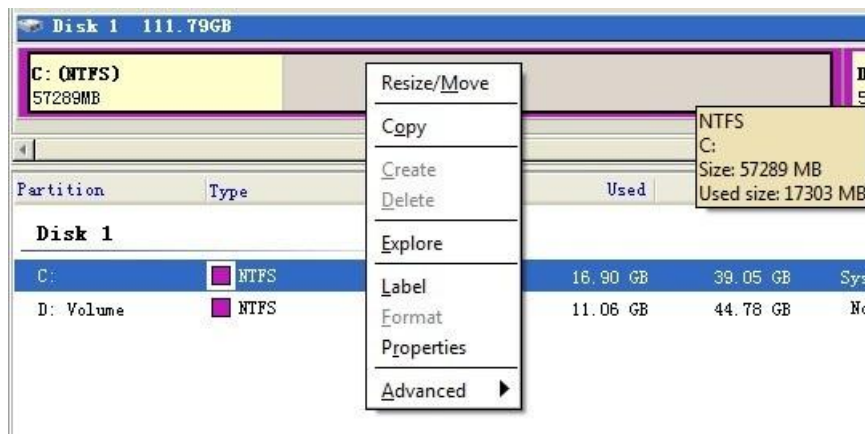 Disk 1 111.79GB
C: (NTFS)
57289MB
Resize/Move
Copy
Create
Delete
Explore
Label
Format
Properties
Advanced
NTFS
C:
Size: 57289 MB
Used size: 17303 MB
Partition Type Used
Disk 1
C: NTFS 16.90 GB 39.05 GB Sys
D: Volume NTFS 11.06 GB 44.78 GB No